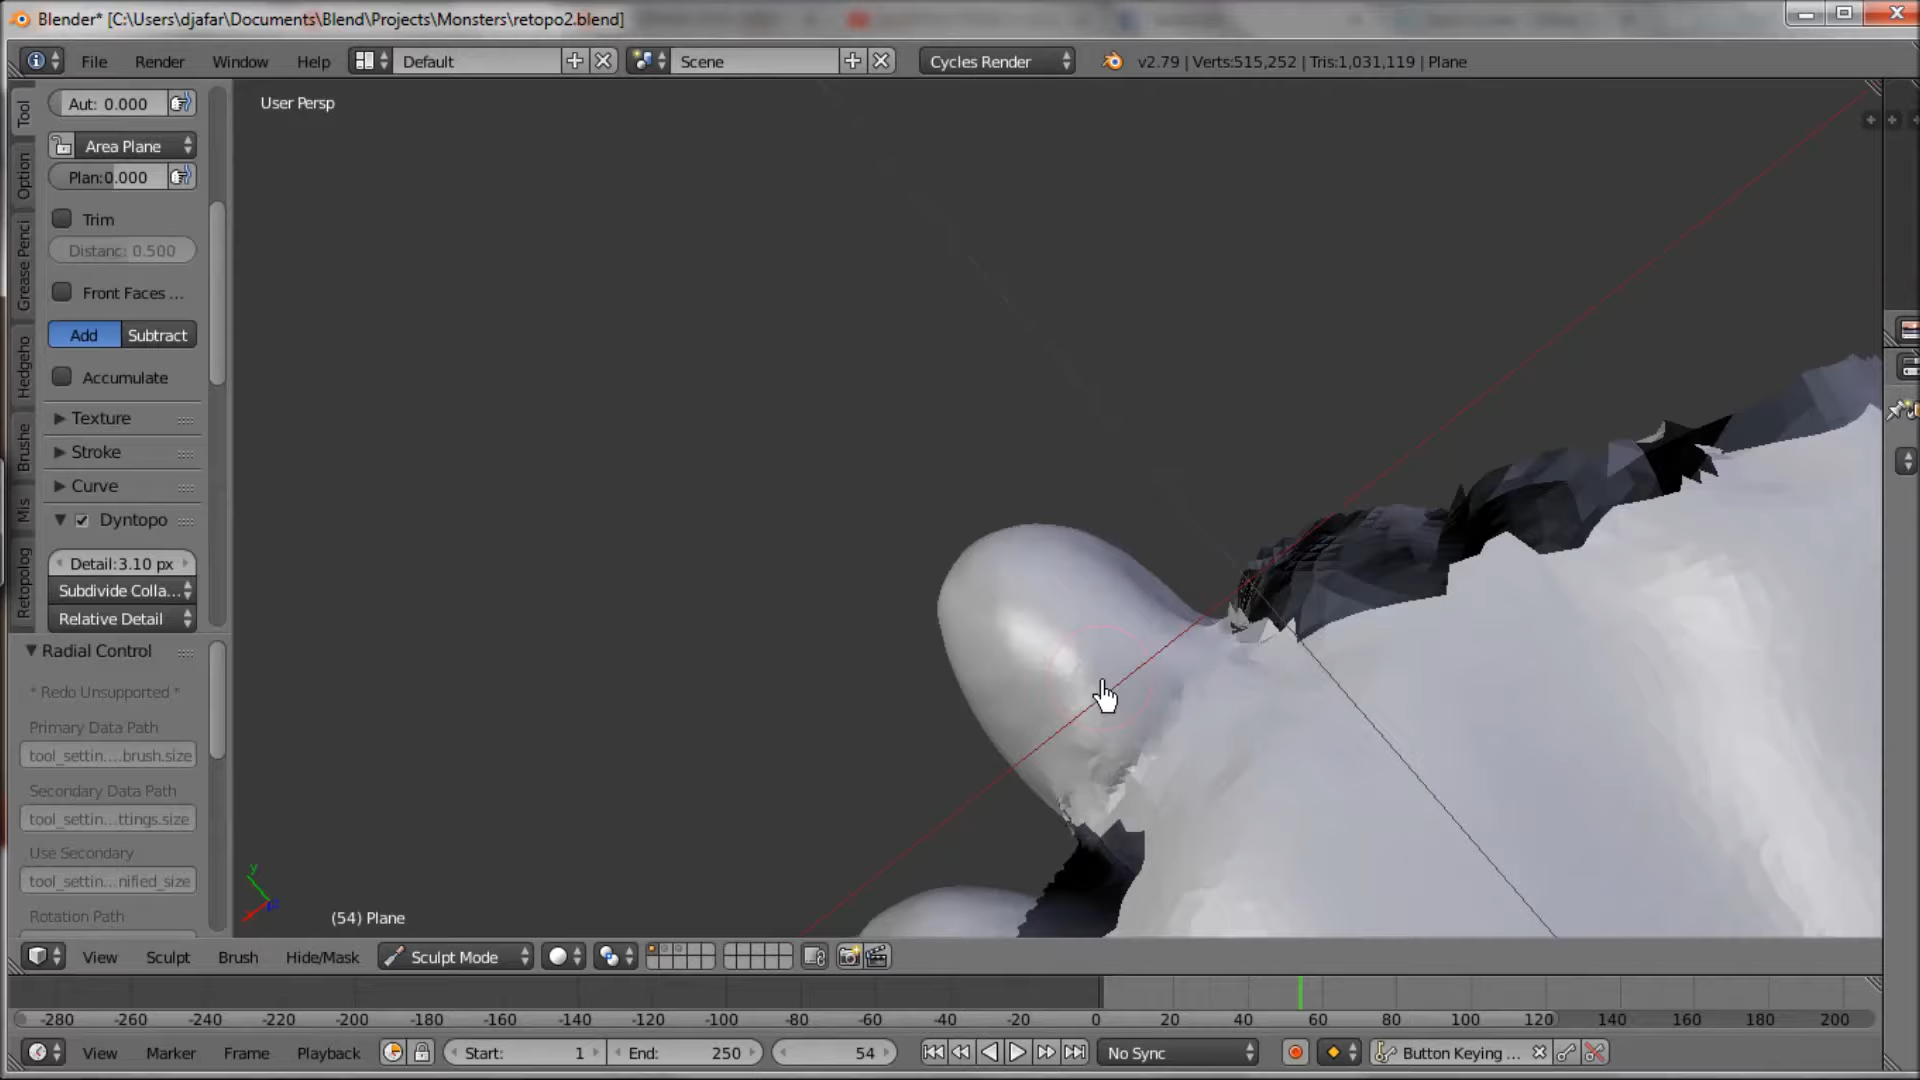 Blender* [C:\Users\djafar\Documents\Blend\Projects\Monsters\retopo2.blend]
File Render Window Help Default Scene Cycles Render v2.79 | Verts:515,252 | Tris:1,031,119 | Plane
Tool
Option
Grease Penci
Hedgeho
Brushe
Mis
Retopolog
Aut: 0.000
Area Plane
Plan:0.000
Trim
Distanc: 0.500
Front Faces ...
Add Subtract
Accumulate
Texture
Stroke
Curve
Dyntopo
Detail:3.10 px
Subdivide Colla...
Relative Detail
Radial Control
* Redo Unsupported *
Primary Data Path
tool_settin....brush.size
Secondary Data Path
tool_settin...ttings.size
Use Secondary
tool_settin...nified_size
Rotation Path
User Persp
y
(54) Plane
View Sculpt Brush Hide/Mask Sculpt Mode
-280 -260 -240 -220 -200 -180 -160 -140 -120 -100 -80 -60 -40 -20 0 20 40 60 80 100 120 140 160 180 200
View Marker Frame Playback Start: 1 End: 250 54 No Sync Button Keying ...